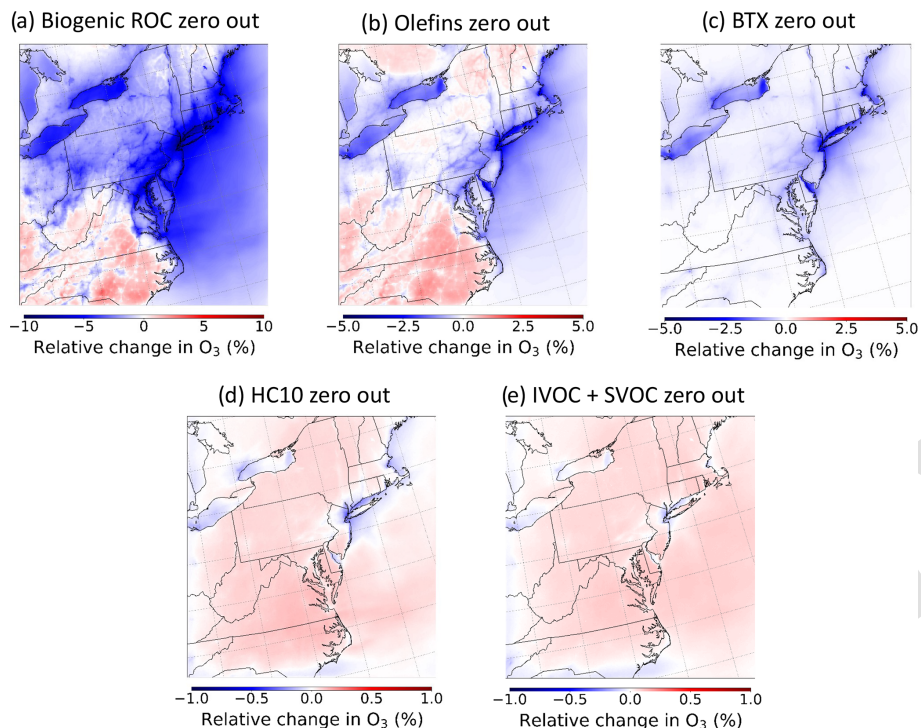 (a) Biogenic ROC zero out
(b) Olefins zero out
(c) BTX zero out
−10 −5 0 5 10
−5.0 −2.5 0.0 2.5 5.0
−5.0 −2.5 0.0 2.5 5.0
Relative change in O₃ (%)
Relative change in O₃ (%)
Relative change in O₃ (%)
(d) HC10 zero out
(e) IVOC + SVOC zero out
−1.0 −0.5 0.0 0.5 1.0
−1.0 −0.5 0.0 0.5 1.0
Relative change in O₃ (%)
Relative change in O₃ (%)